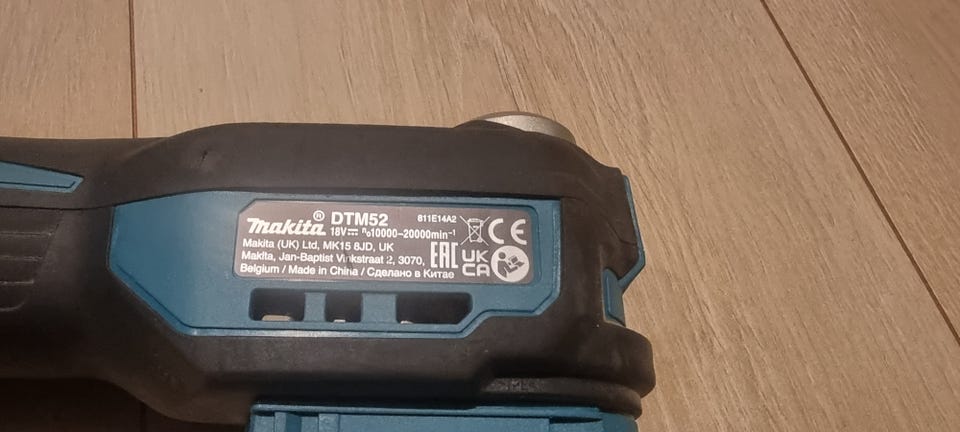 makita® DTM52 811E14A2
18V⎓ n₀10000-20000min⁻¹ CE
Makita (UK) Ltd, MK15 8JD, UK
Makita, Jan-Baptist Vinkstraat 2, 3070, EAC UK
Belgium / Made in China / Сделано в Китае CA